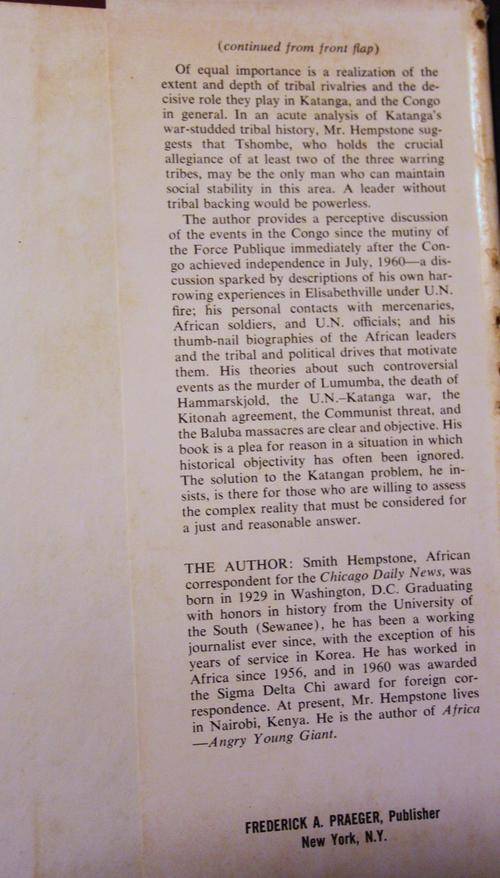 (continued from front flap)
Of equal importance is a realization of the
extent and depth of tribal rivalries and the de-
cisive role they play in Katanga, and the Congo
in general. In an acute analysis of Katanga's
war-studded tribal history, Mr. Hempstone sug-
gests that Tshombe, who holds the crucial
allegiance of at least two of the three warring
tribes, may be the only man who can maintain
social stability in this area. A leader without
tribal backing would be powerless.
The author provides a perceptive discussion
of the events in the Congo since the mutiny of
the Force Publique immediately after the Con-
go achieved independence in July, 1960—a dis-
cussion sparked by descriptions of his own har-
rowing experiences in Elisabethville under U.N.
fire; his personal contacts with mercenaries,
African soldiers, and U.N. officials; and his
thumb-nail biographies of the African leaders
and the tribal and political drives that motivate
them. His theories about such controversial
events as the murder of Lumumba, the death of
Hammarskjold, the U.N.–Katanga war, the
Kitonah agreement, the Communist threat, and
the Baluba massacres are clear and objective. His
book is a plea for reason in a situation in which
historical objectivity has often been ignored.
The solution to the Katangan problem, he in-
sists, is there for those who are willing to assess
the complex reality that must be considered for
a just and reasonable answer.
THE AUTHOR: Smith Hempstone, African
correspondent for the Chicago Daily News, was
born in 1929 in Washington, D.C. Graduating
with honors in history from the University of
the South (Sewanee), he has been a working
journalist ever since, with the exception of his
years of service in Korea. He has worked in
Africa since 1956, and in 1960 was awarded
the Sigma Delta Chi award for foreign cor-
respondence. At present, Mr. Hempstone lives
in Nairobi, Kenya. He is the author of Africa
—Angry Young Giant.
FREDERICK A. PRAEGER, Publisher
New York, N.Y.